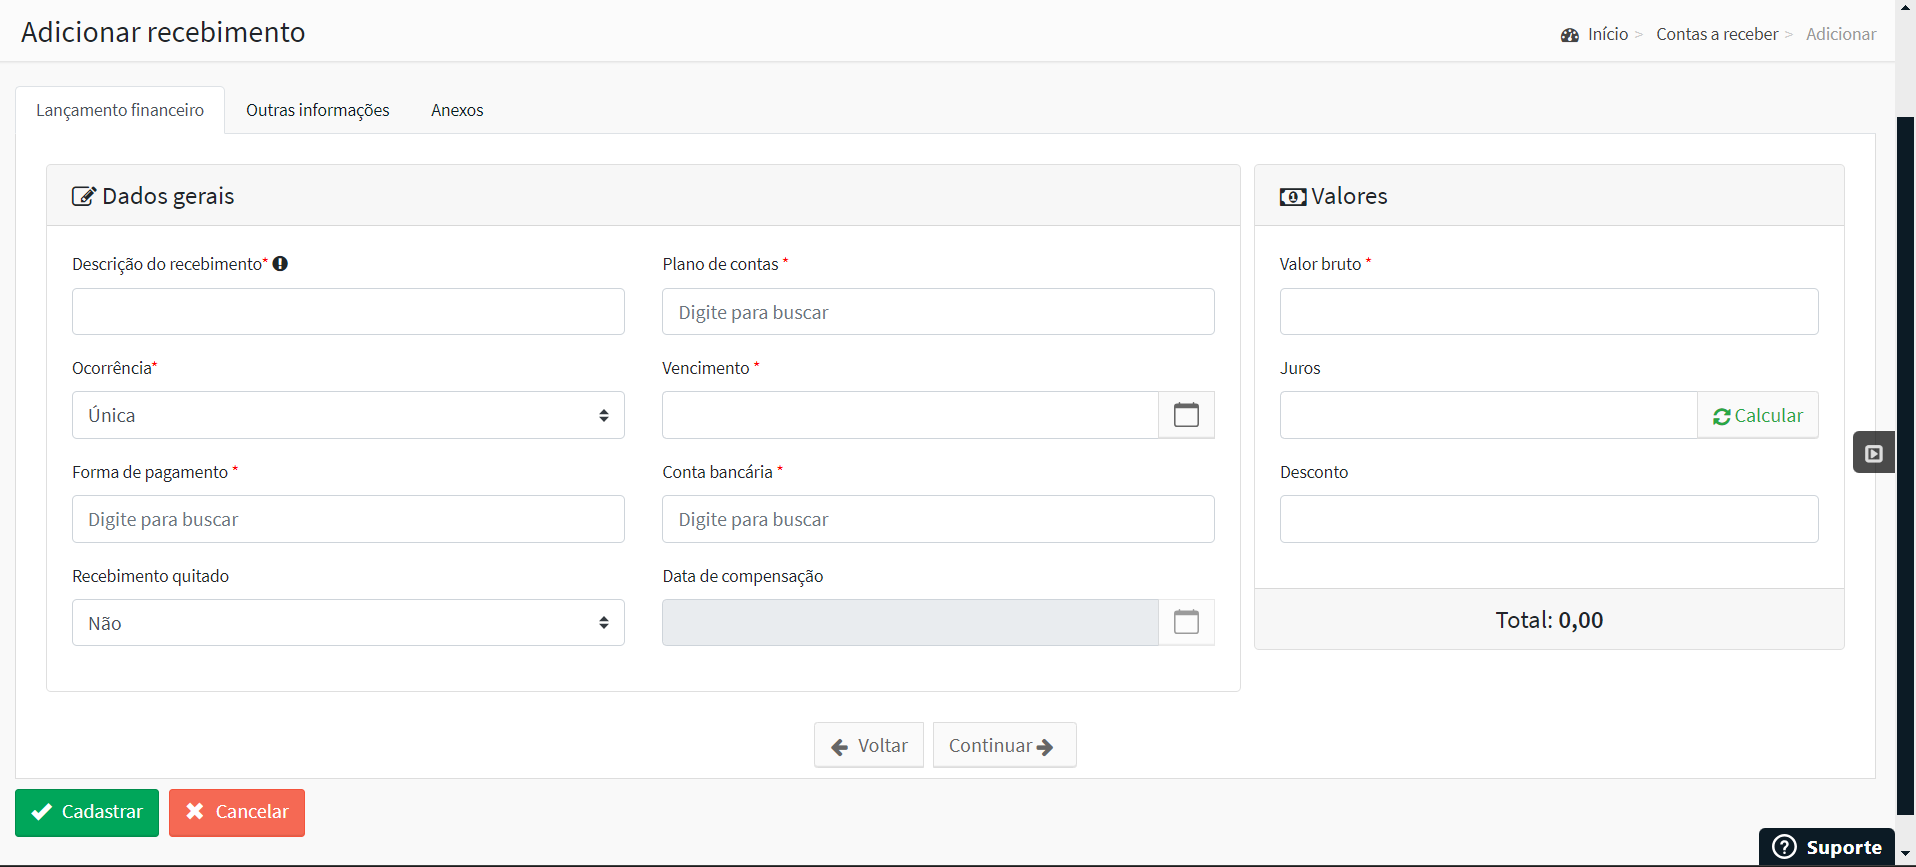 Adicionar recebimento
Início > Contas a receber > Adicionar
Lançamento financeiro Outras informações Anexos
Dados gerais
Descrição do recebimento* Plano de contas *
Digite para buscar
Ocorrência* Vencimento *
Única
Forma de pagamento * Conta bancária *
Digite para buscar Digite para buscar
Recebimento quitado Data de compensação
Não
Valores
Valor bruto *
Juros
Calcular
Desconto
Total: 0,00
Voltar Continuar
Cadastrar Cancelar
Suporte